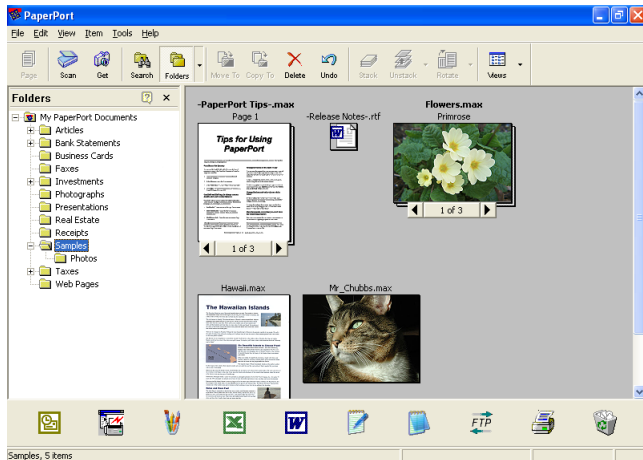 PaperPort
File Edit View Item Tools Help
Page Scan Get Search Folders Move To Copy To Delete Undo Stack Unstack Rotate Views
Folders
My PaperPort Documents
Articles
Bank Statements
Business Cards
Faxes
Investments
Photographs
Presentations
Real Estate
Receipts
Samples
Photos
Taxes
Web Pages
-PaperPort Tips-.max
Page 1
Tips for Using
PaperPort
1 of 3
-Release Notes-.rtf
Flowers.max
Primrose
1 of 3
Hawaii.max
The Hawaiian Islands
Mr_Chubbs.max
FTP
Samples, 5 items